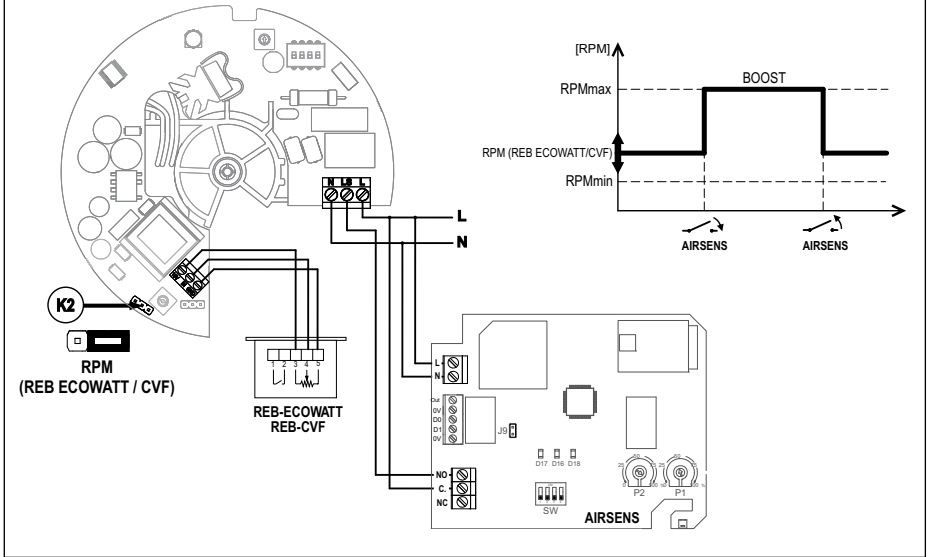 [RPM]
RPMmax
BOOST
RPM (REB ECOWATT/CVF)
RPMmin
AIRSENS
AIRSENS
N LS L
L
N
K2
RPM
(REB ECOWATT / CVF)
1 2 3 4 5
REB-ECOWATT
REB-CVF
L
N
Out
0V
D0
D1
0V
J9
D17 D16 D18
NO
C.
NC
SW
P2
P1
AIRSENS